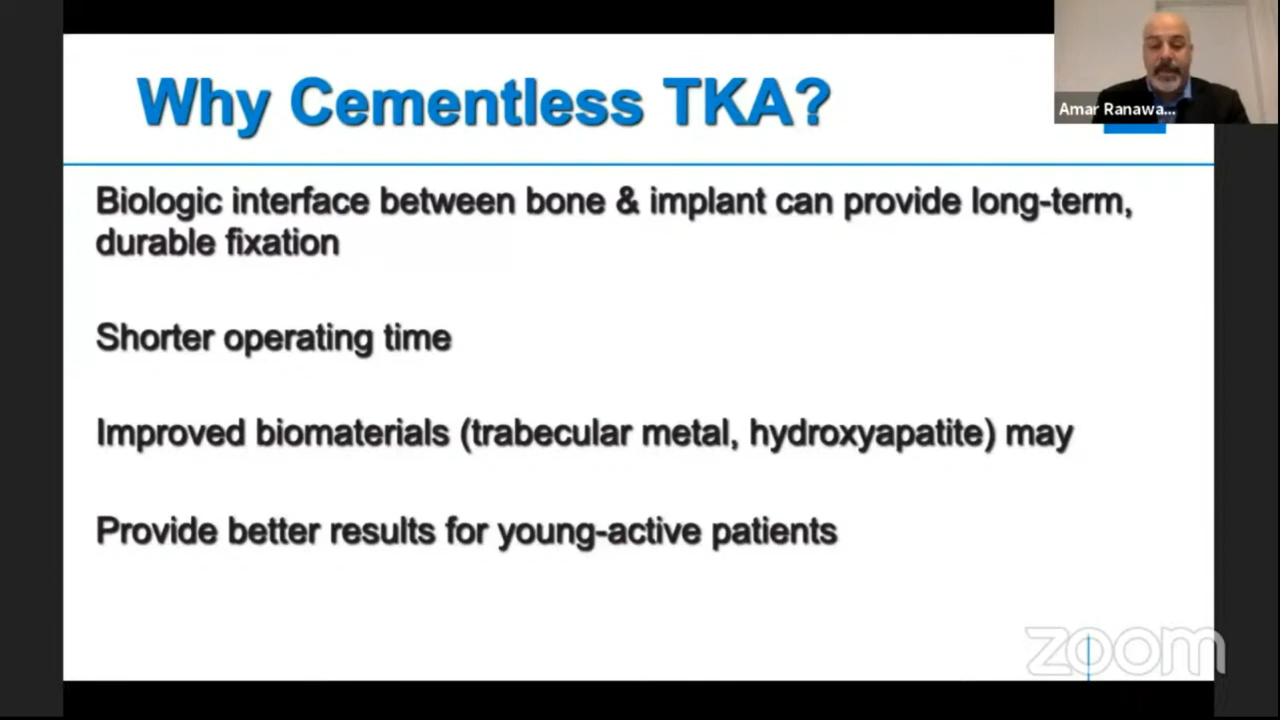 Why Cementless TKA?
Amar Ranawa...
Biologic interface between bone & implant can provide long-term,
durable fixation
Shorter operating time
Improved biomaterials (trabecular metal, hydroxyapatite) may
Provide better results for young-active patients
zoom